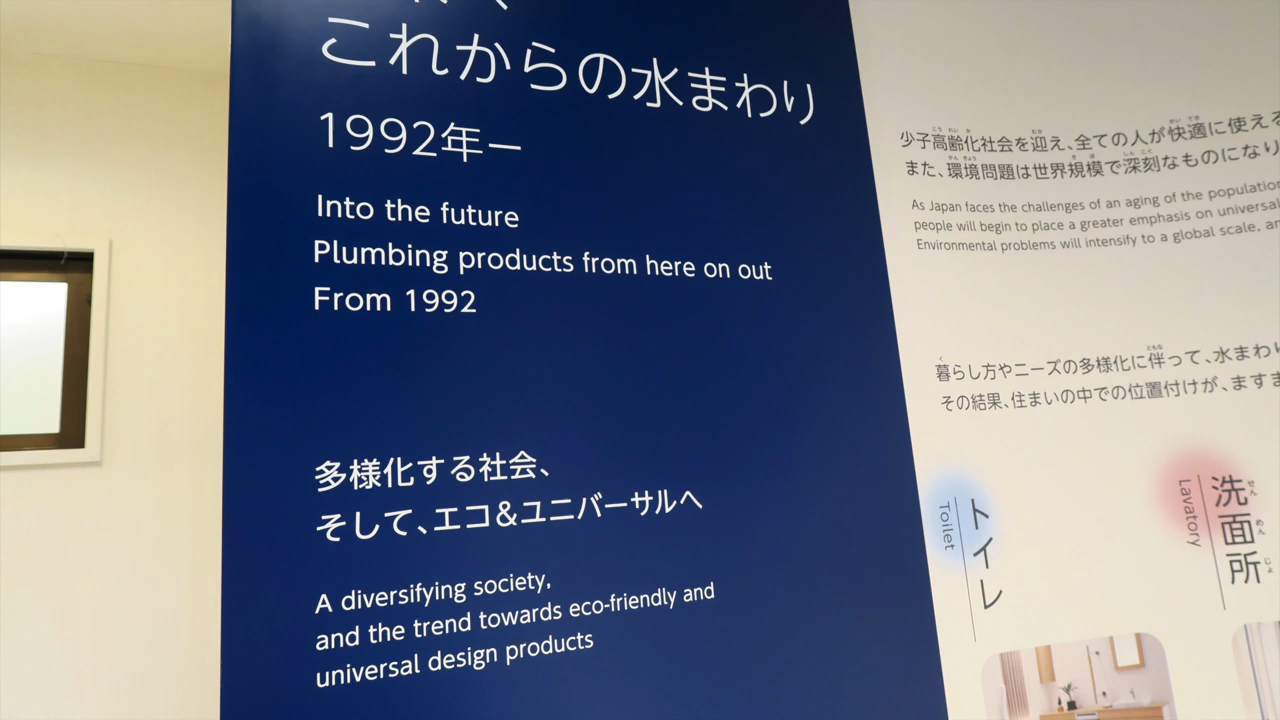 これからの水まわり
1992年ー
Into the future
Plumbing products from here on out
From 1992
多様化する社会、
そして、エコ&ユニバーサルへ
A diversifying society,
and the trend towards eco-friendly and
universal design products
少子高齢化社会を迎え、全ての人が快適に使える
また、環境問題は世界規模で深刻なものになり
As Japan faces the challenges of an aging of the population
people will begin to place a greater emphasis on universal
Environmental problems will intensify to a global scale,
暮らし方やニーズの多様化に伴って、水まわ
その結果、住まいの中での位置付けが、ますま
トイレ
Toilet
洗面所
Lavatory